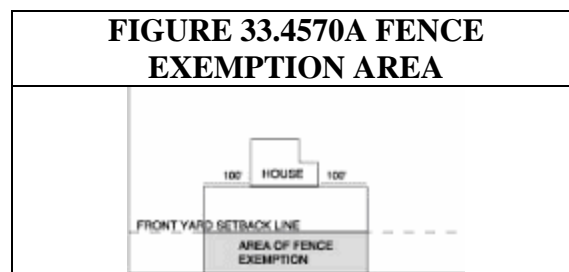 FIGURE 33.4570A FENCE
EXEMPTION AREA
100' HOUSE 100'
FRONT YARD SETBACK LINE
AREA OF FENCE
EXEMPTION